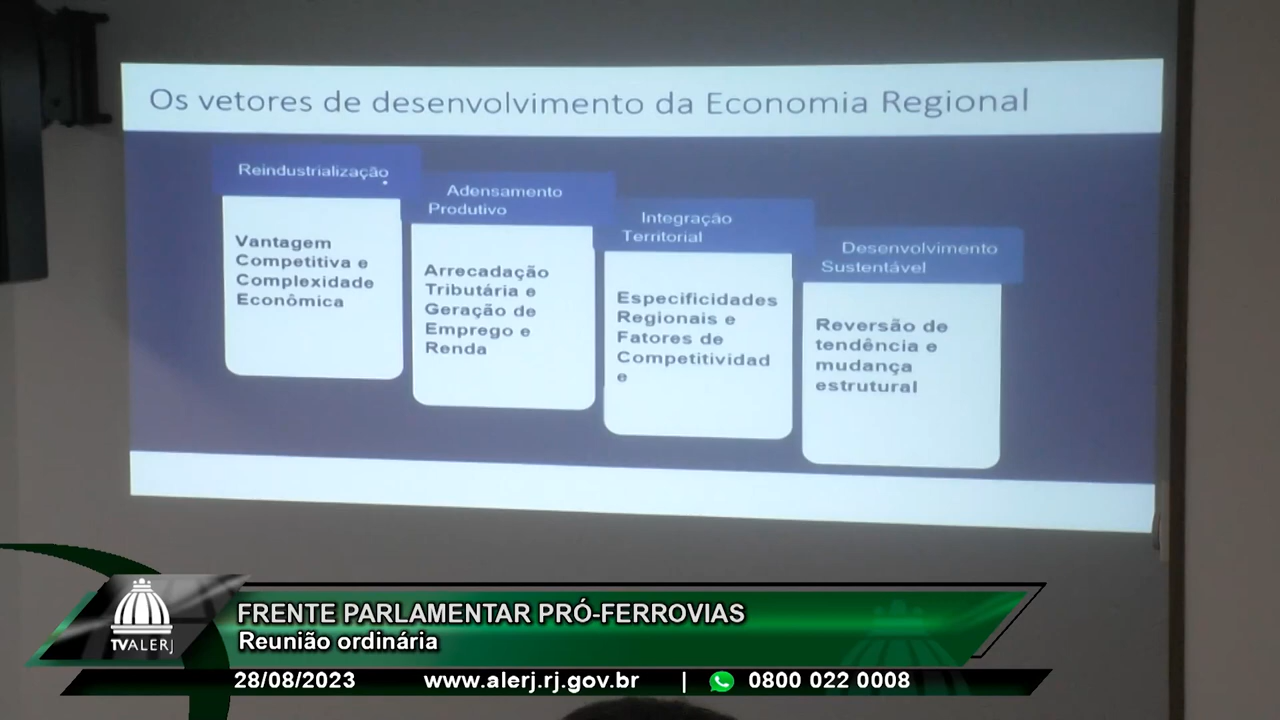 Os vetores de desenvolvimento da Economia Regional
Reindustrialização
Vantagem
Competitiva e
Complexidade
Econômica
Adensamento
Produtivo
Arrecadação
Tributária e
Geração de
Emprego e
Renda
Integração
Territorial
Especificidades
Regionais e
Fatores de
Competitividad
e
Desenvolvimento
Sustentável
Reversão de
tendência e
mudança
estrutural
TVALERJ
FRENTE PARLAMENTAR PRÓ-FERROVIAS
Reunião ordinária
28/08/2023 www.alerj.rj.gov.br | 0800 022 0008